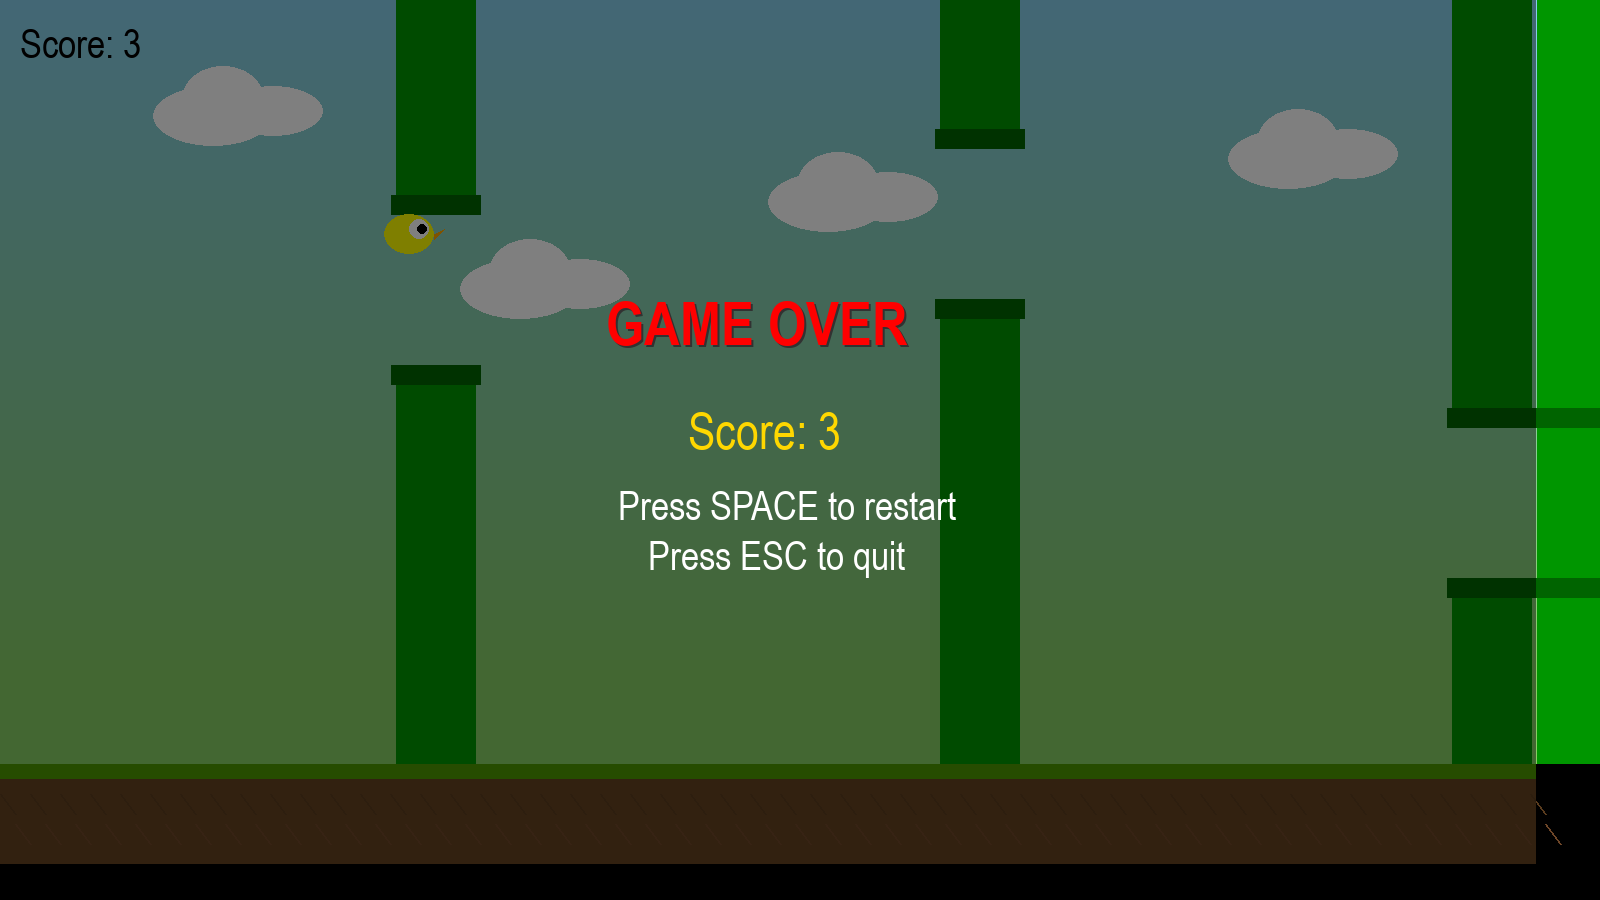 Score: 3
GAME OVER
Score: 3
Press SPACE to restart
Press ESC to quit